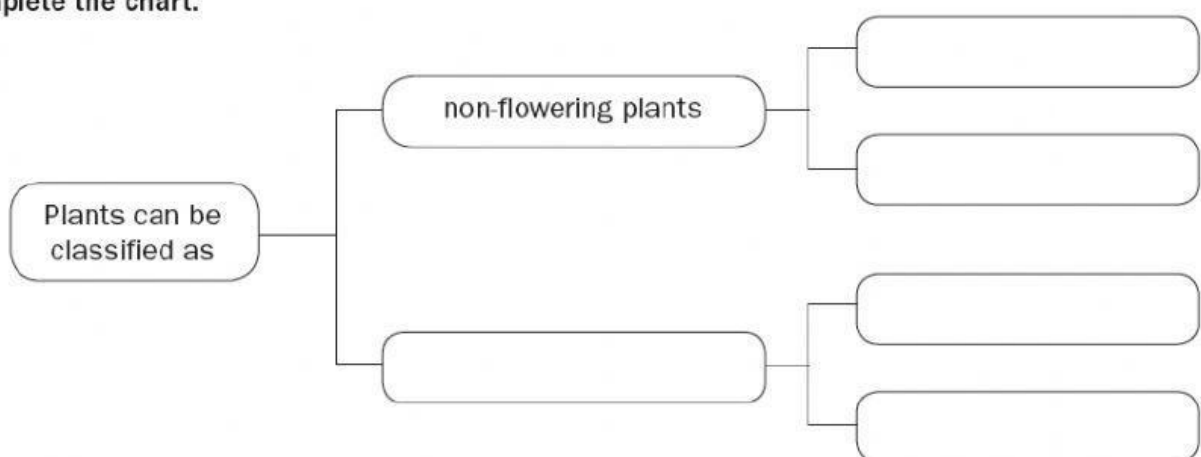 plete the chart.
non-flowering plants
Plants can be
classified as